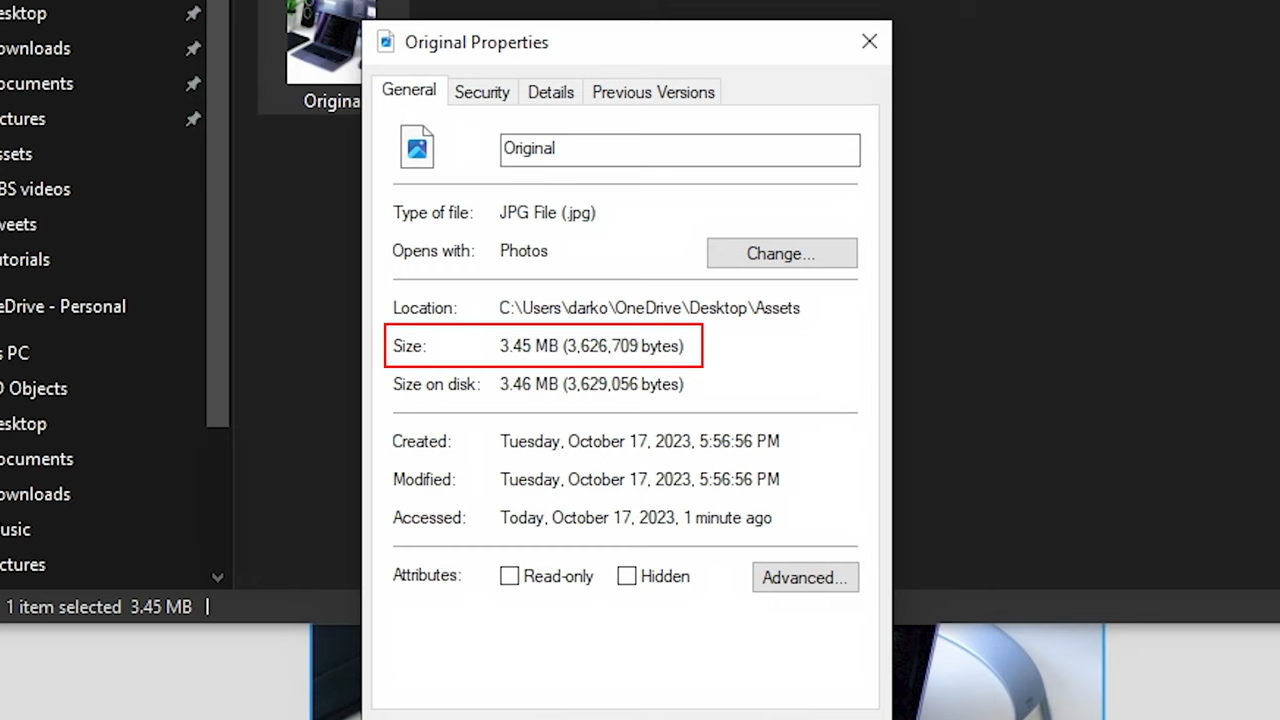 Original Properties
General Security Details Previous Versions
Original
Type of file: JPG File (.jpg)
Opens with: Photos
Change...
Location: C:\Users\darko\OneDrive\Desktop\Assets
Size: 3.45 MB (3,626,709 bytes)
Size on disk: 3.46 MB (3,629,056 bytes)
Created: Tuesday, October 17, 2023, 5:56:56 PM
Modified: Tuesday, October 17, 2023, 5:56:56 PM
Accessed: Today, October 17, 2023, 1 minute ago
Attributes: Read-only Hidden Advanced...
esktop
ownloads
ocuments
ctures
ssets
BS videos
weets
utorials
eDrive - Personal
s PC
D Objects
esktop
ocuments
ownloads
usic
ctures
Origina
1 item selected 3.45 MB